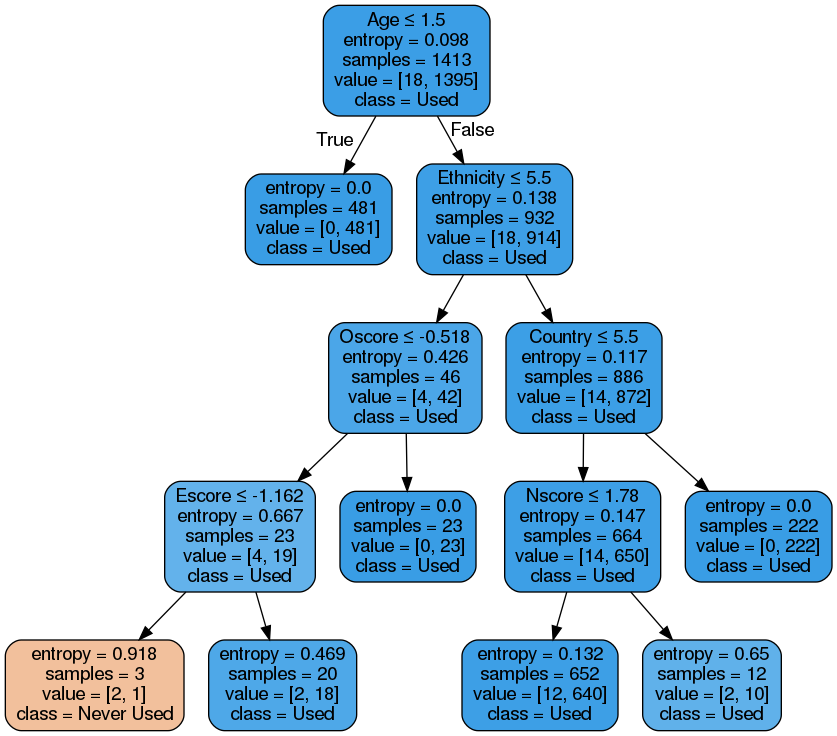 Age ≤ 1.5
entropy = 0.098
samples = 1413
value = [18, 1395]
class = Used
True
False
entropy = 0.0
samples = 481
value = [0, 481]
class = Used
Ethnicity ≤ 5.5
entropy = 0.138
samples = 932
value = [18, 914]
class = Used
Oscore ≤ -0.518
entropy = 0.426
samples = 46
value = [4, 42]
class = Used
Country ≤ 5.5
entropy = 0.117
samples = 886
value = [14, 872]
class = Used
Escore ≤ -1.162
entropy = 0.667
samples = 23
value = [4, 19]
class = Used
entropy = 0.0
samples = 23
value = [0, 23]
class = Used
Nscore ≤ 1.78
entropy = 0.147
samples = 664
value = [14, 650]
class = Used
entropy = 0.0
samples = 222
value = [0, 222]
class = Used
entropy = 0.918
samples = 3
value = [2, 1]
class = Never Used
entropy = 0.469
samples = 20
value = [2, 18]
class = Used
entropy = 0.132
samples = 652
value = [12, 640]
class = Used
entropy = 0.65
samples = 12
value = [2, 10]
class = Used